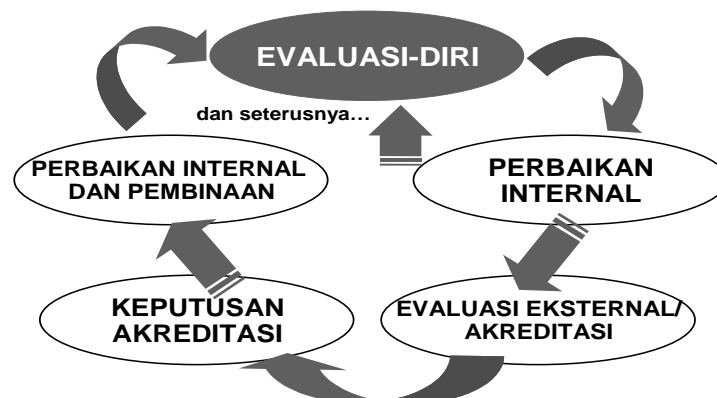 EVALUASI-DIRI
dan seterusnya...
PERBAIKAN
INTERNAL
EVALUASI EKSTERNAL/
AKREDITASI
KEPUTUSAN
AKREDITASI
PERBAIKAN INTERNAL
DAN PEMBINAAN